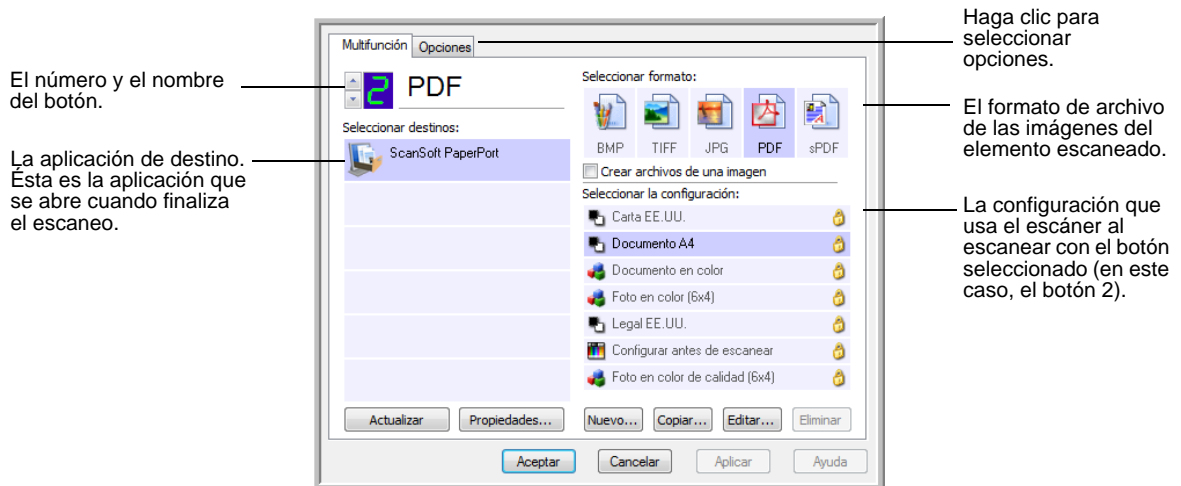 El número y el nombre
del botón.
La aplicación de destino.
Ésta es la aplicación que
se abre cuando finaliza
el escaneo.
Multifunción
Opciones
2
PDF
Seleccionar destinos:
ScanSoft PaperPort
Actualizar
Propiedades...
Seleccionar formato:
BMP
TIFF
JPG
PDF
sPDF
Crear archivos de una imagen
Seleccionar la configuración:
Carta EE.UU.
Documento A4
Documento en color
Foto en color (6x4)
Legal EE.UU.
Configurar antes de escanear
Foto en color de calidad (6x4)
Nuevo...
Copiar...
Editar...
Eliminar
Aceptar
Cancelar
Aplicar
Ayuda
Haga clic para
seleccionar
opciones.
El formato de archivo
de las imágenes del
elemento escaneado.
La configuración que
usa el escáner al
escanear con el botón
seleccionado (en este
caso, el botón 2).